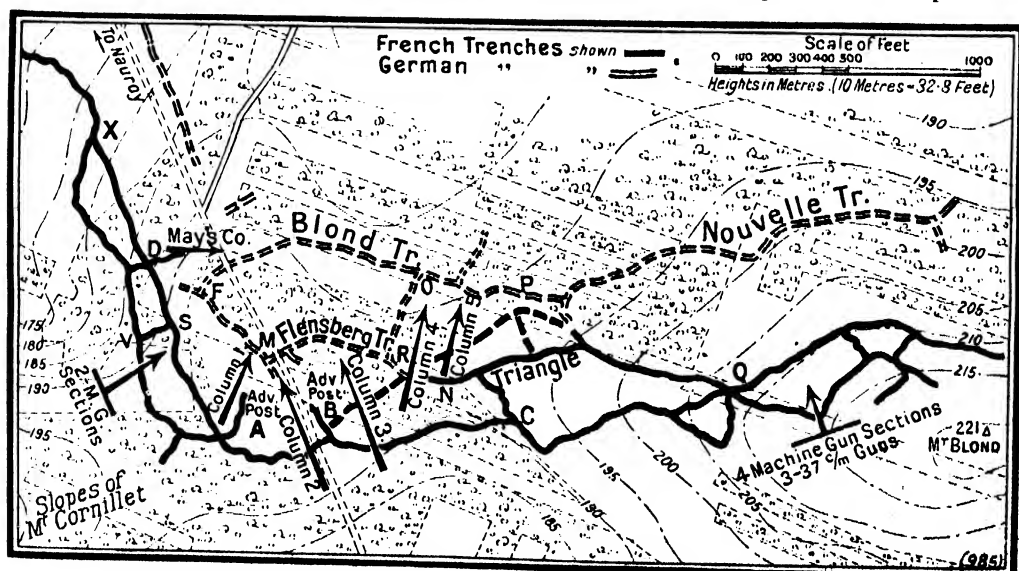 French Trenches shown
German " "
Scale of Feet
0 100 200 300 400 500 1000
Heights in Metres. (10 Metres = 32·8 Feet)
TO NAUROY
X
190
195
Nouvelle Tr.
200
Blond Tr.
D
Mays Co.
F
O
P
205
210
215
S
V
M
Flensberg Tr.
R
Column 4
Column 5
N
Triangle
Q
C
175
180
185
190
195
2 M.G. Sections
Column 1
Adv. Post
A
Column 2
Adv. Post
B
Column 3
4 Machine Gun Sections
3-37 c/m Guns
221
Mt BLOND
195
200
205
190
185
Slopes of
Mt Cornillet
(985)